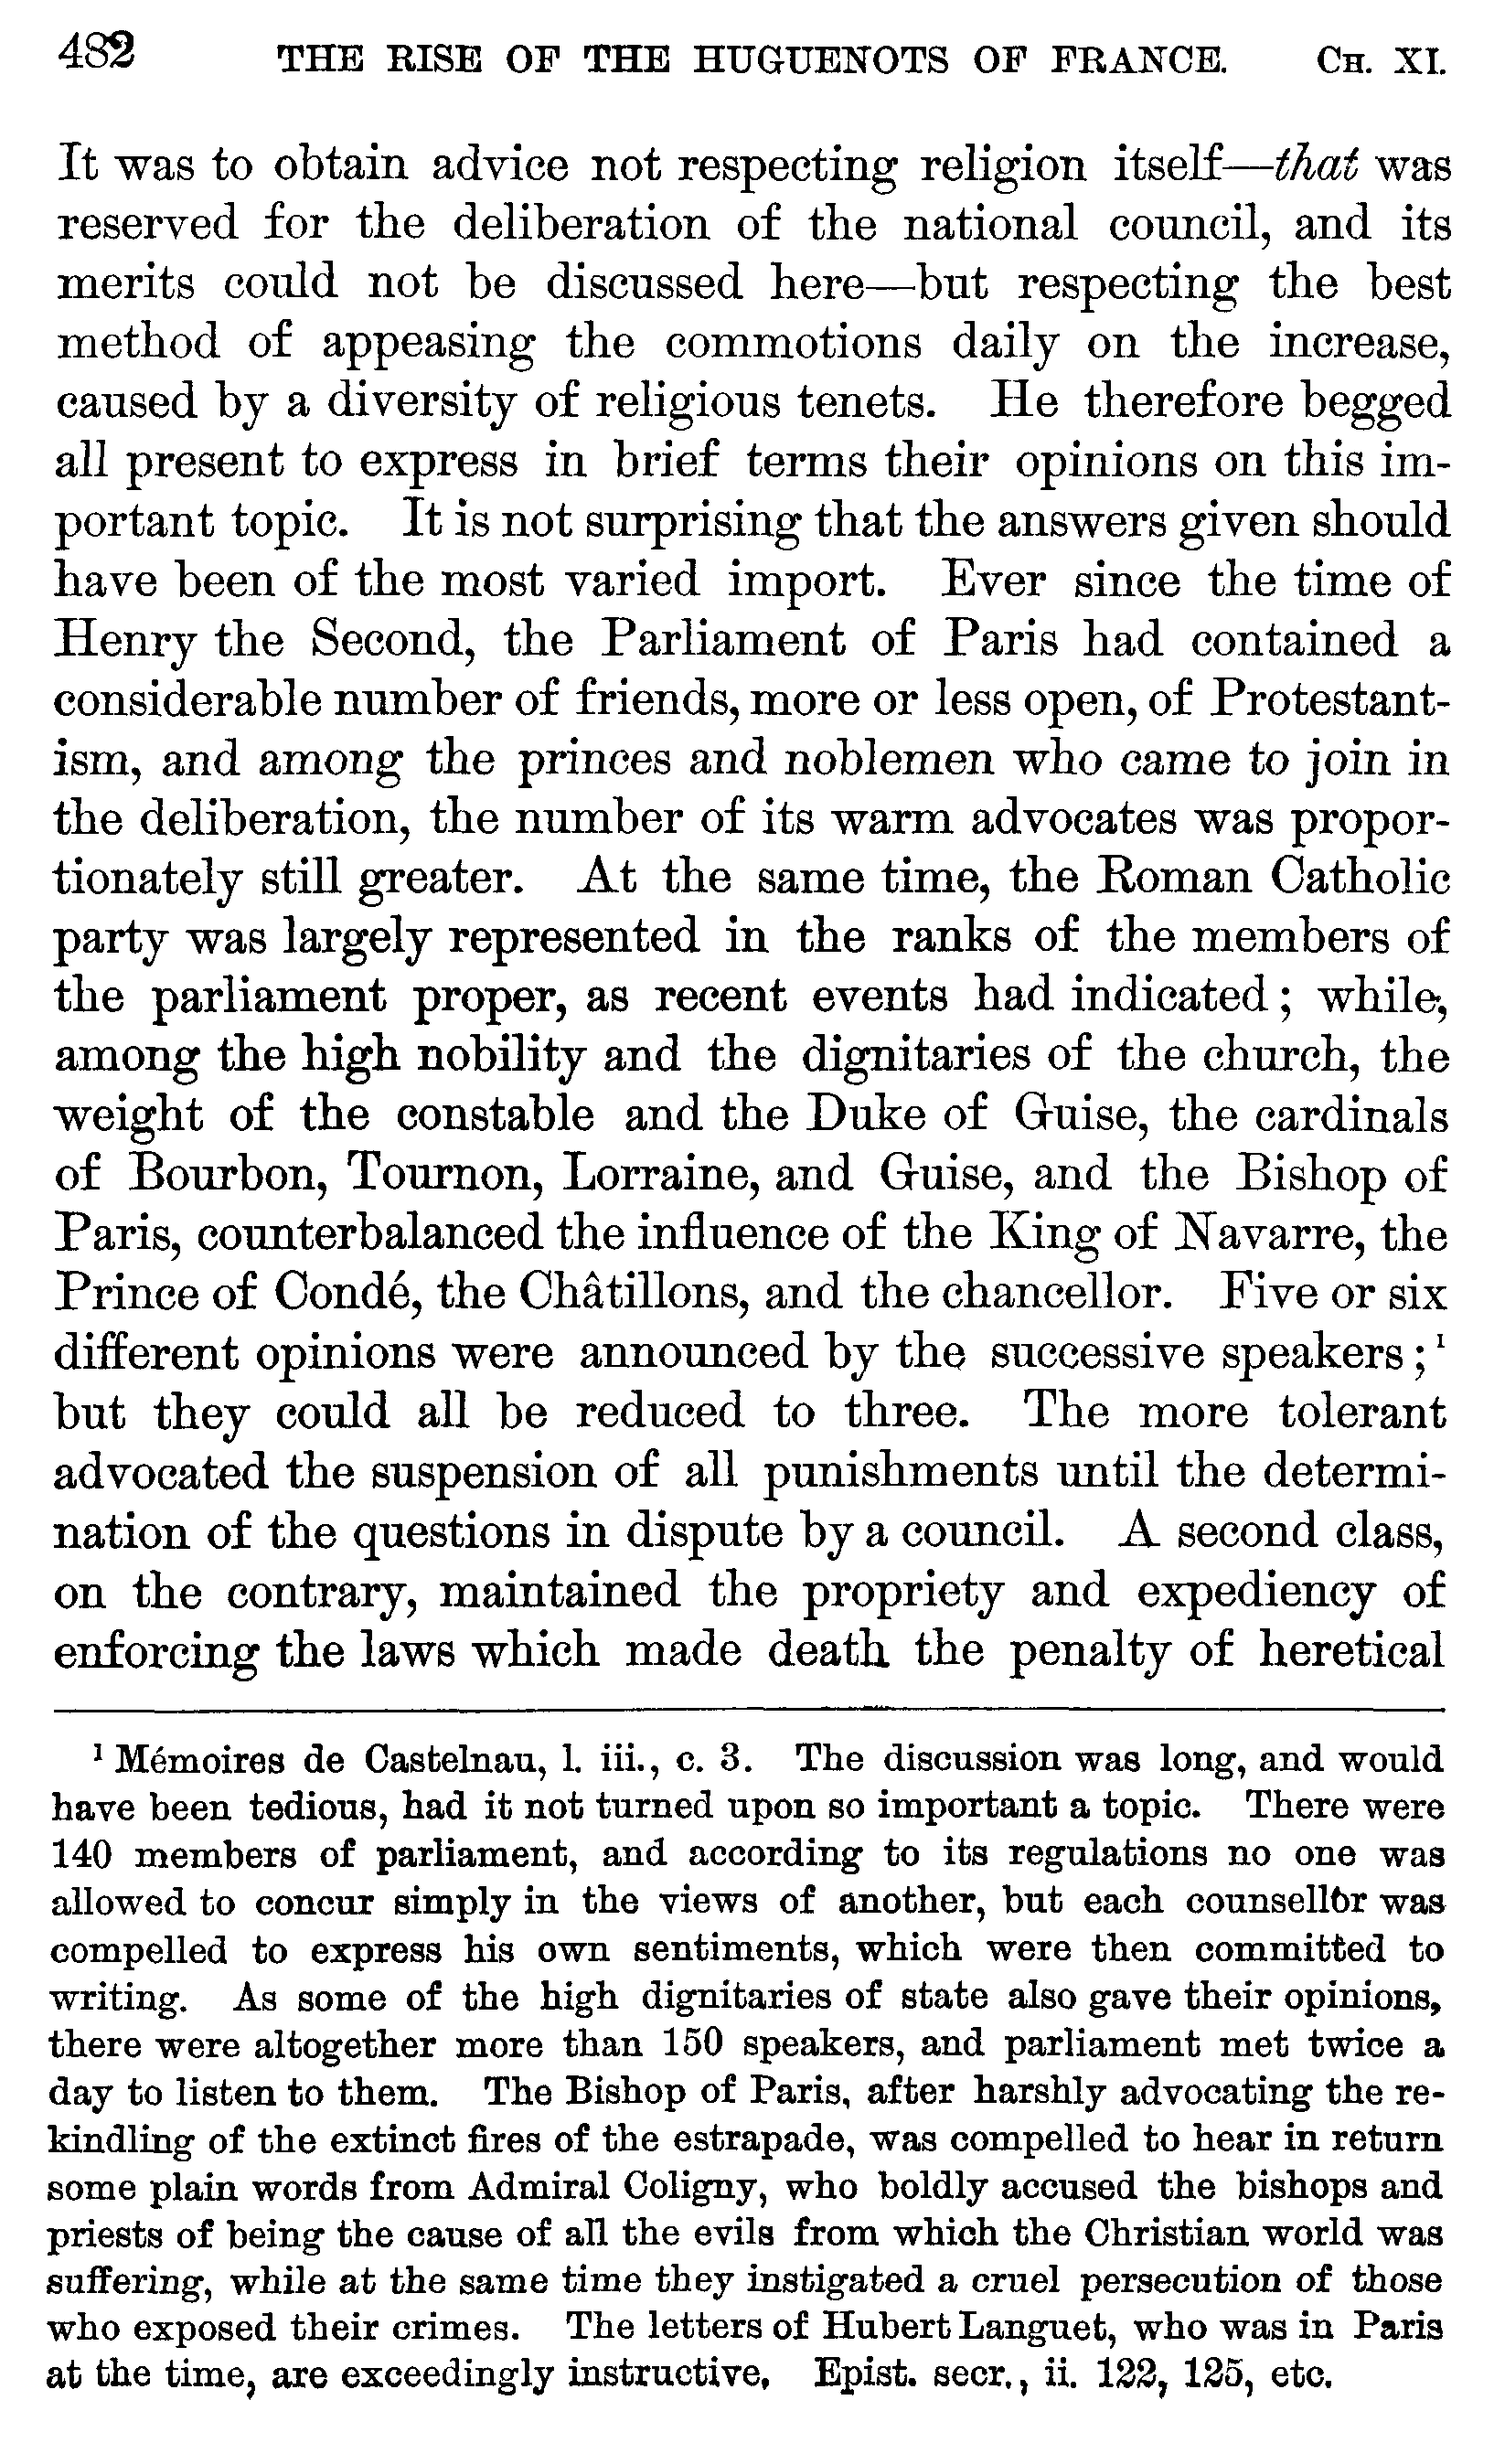 482 THE RISE OF THE HUGUENOTS OF FRANCE. CH. XI.
It was to obtain advice not respecting religion itself—that was
reserved for the deliberation of the national council, and its
merits could not be discussed here—but respecting the best
method of appeasing the commotions daily on the increase,
caused by a diversity of religious tenets. He therefore begged
all present to express in brief terms their opinions on this im-
portant topic. It is not surprising that the answers given should
have been of the most varied import. Ever since the time of
Henry the Second, the Parliament of Paris had contained a
considerable number of friends, more or less open, of Protestant-
ism, and among the princes and noblemen who came to join in
the deliberation, the number of its warm advocates was propor-
tionately still greater. At the same time, the Roman Catholic
party was largely represented in the ranks of the members of
the parliament proper, as recent events had indicated; while,
among the high nobility and the dignitaries of the church, the
weight of the constable and the Duke of Guise, the cardinals
of Bourbon, Tournon, Lorraine, and Guise, and the Bishop of
Paris, counterbalanced the influence of the King of Navarre, the
Prince of Condé, the Châtillons, and the chancellor. Five or six
different opinions were announced by the successive speakers;¹
but they could all be reduced to three. The more tolerant
advocated the suspension of all punishments until the determi-
nation of the questions in dispute by a council. A second class,
on the contrary, maintained the propriety and expediency of
enforcing the laws which made death the penalty of heretical
¹ Mémoires de Castelnau, l. iii., c. 3. The discussion was long, and would
have been tedious, had it not turned upon so important a topic. There were
140 members of parliament, and according to its regulations no one was
allowed to concur simply in the views of another, but each counsellor was
compelled to express his own sentiments, which were then committed to
writing. As some of the high dignitaries of state also gave their opinions,
there were altogether more than 150 speakers, and parliament met twice a
day to listen to them. The Bishop of Paris, after harshly advocating the re-
kindling of the extinct fires of the estrapade, was compelled to hear in return
some plain words from Admiral Coligny, who boldly accused the bishops and
priests of being the cause of all the evils from which the Christian world was
suffering, while at the same time they instigated a cruel persecution of those
who exposed their crimes. The letters of Hubert Languet, who was in Paris
at the time, are exceedingly instructive, Epist. secr., ii. 122, 125, etc.